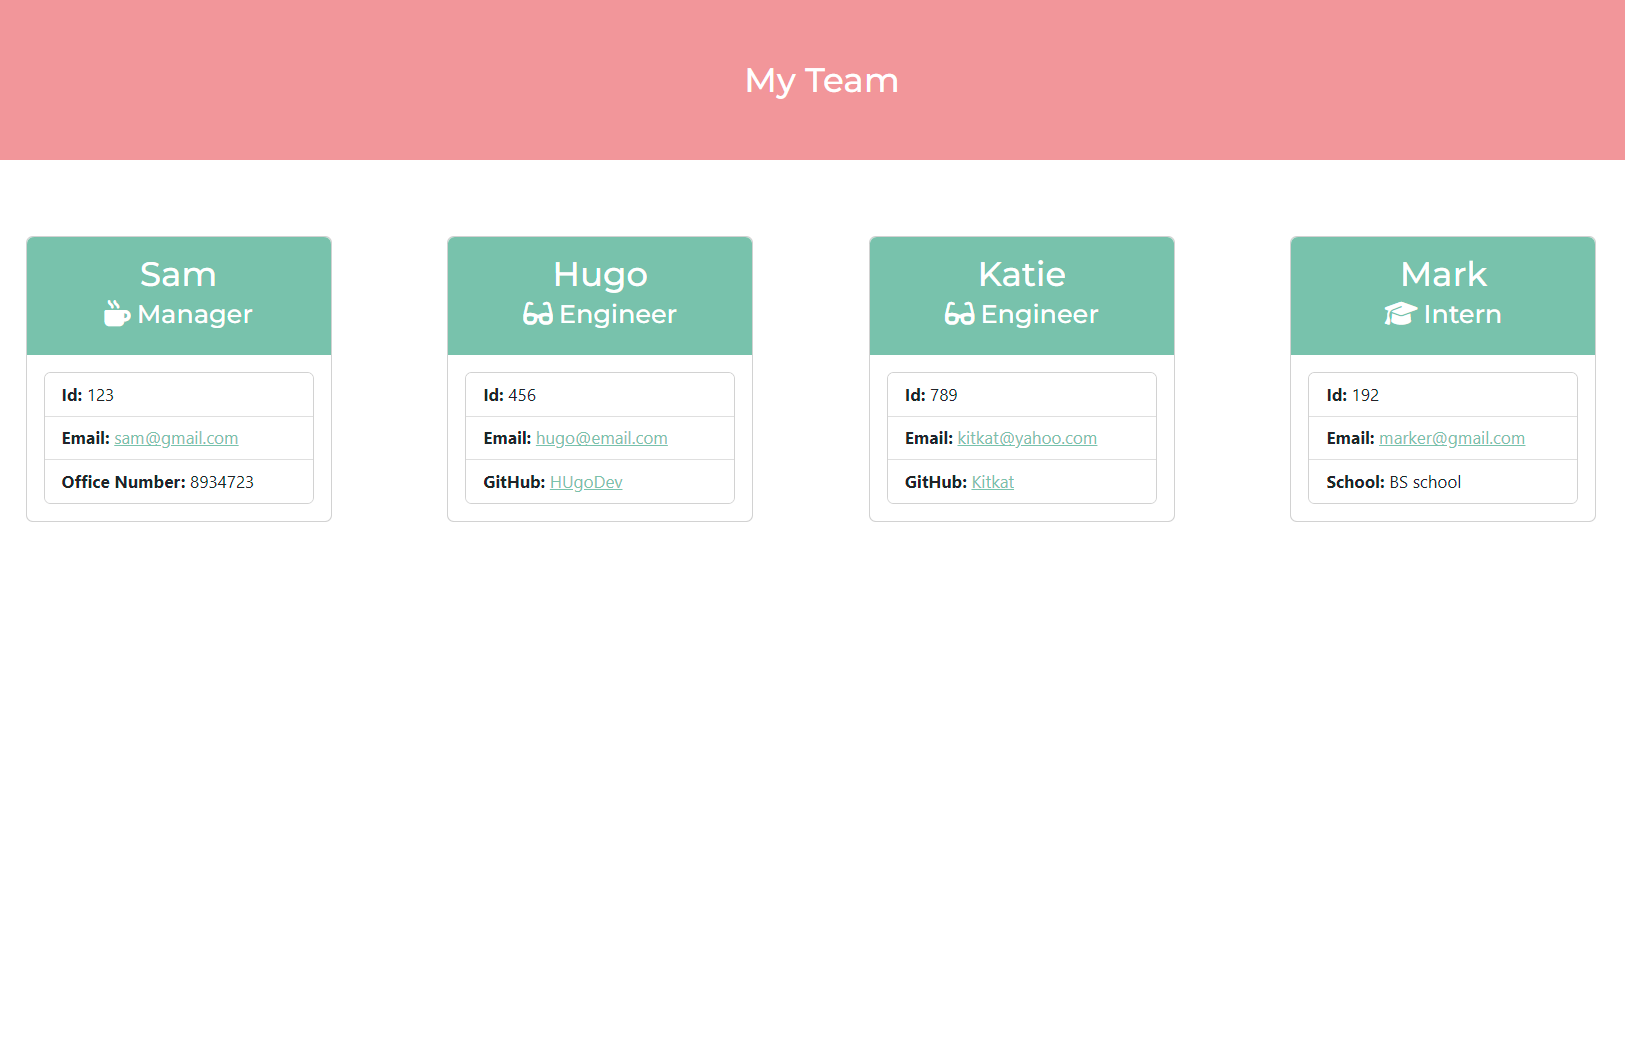 My Team
Sam
Manager
Id: 123
Email: sam@gmail.com
Office Number: 8934723
Hugo
Engineer
Id: 456
Email: hugo@email.com
GitHub: HUgoDev
Katie
Engineer
Id: 789
Email: kitkat@yahoo.com
GitHub: Kitkat
Mark
Intern
Id: 192
Email: marker@gmail.com
School: BS school